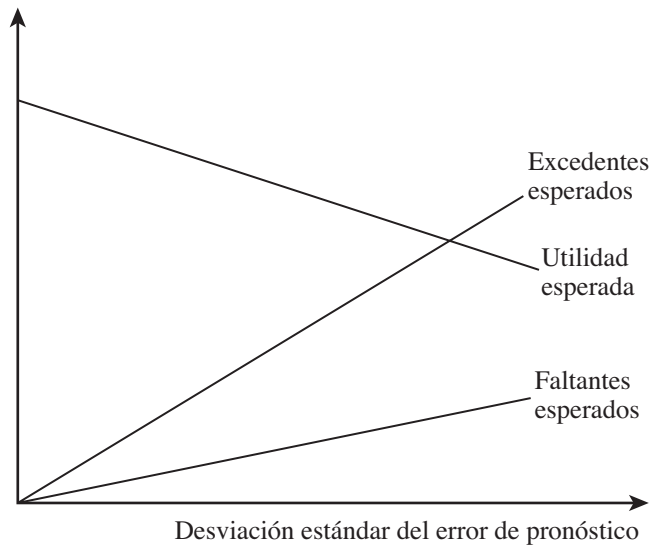 Excedentes
esperados
Utilidad
esperada
Faltantes
esperados
Desviación estándar del error de pronóstico